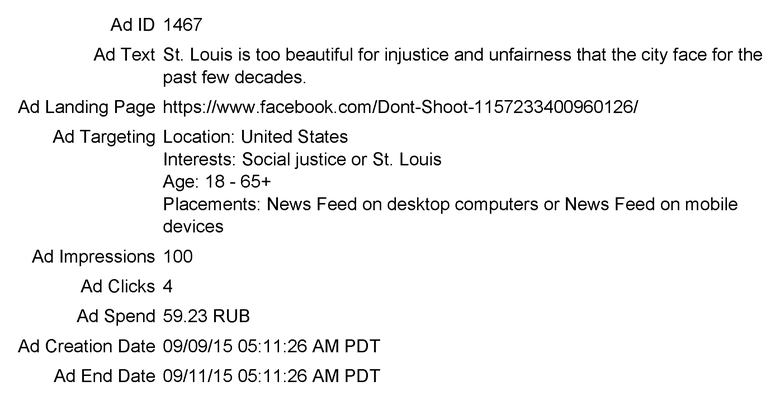 Ad ID 1467
Ad Text St. Louis is too beautiful for injustice and unfairness that the city face for the
past few decades.
Ad Landing Page https://www.facebook.com/Dont-Shoot-1157233400960126/
Ad Targeting Location: United States
Interests: Social justice or St. Louis
Age: 18 - 65+
Placements: News Feed on desktop computers or News Feed on mobile
devices
Ad Impressions 100
Ad Clicks 4
Ad Spend 59.23 RUB
Ad Creation Date 09/09/15 05:11:26 AM PDT
Ad End Date 09/11/15 05:11:26 AM PDT